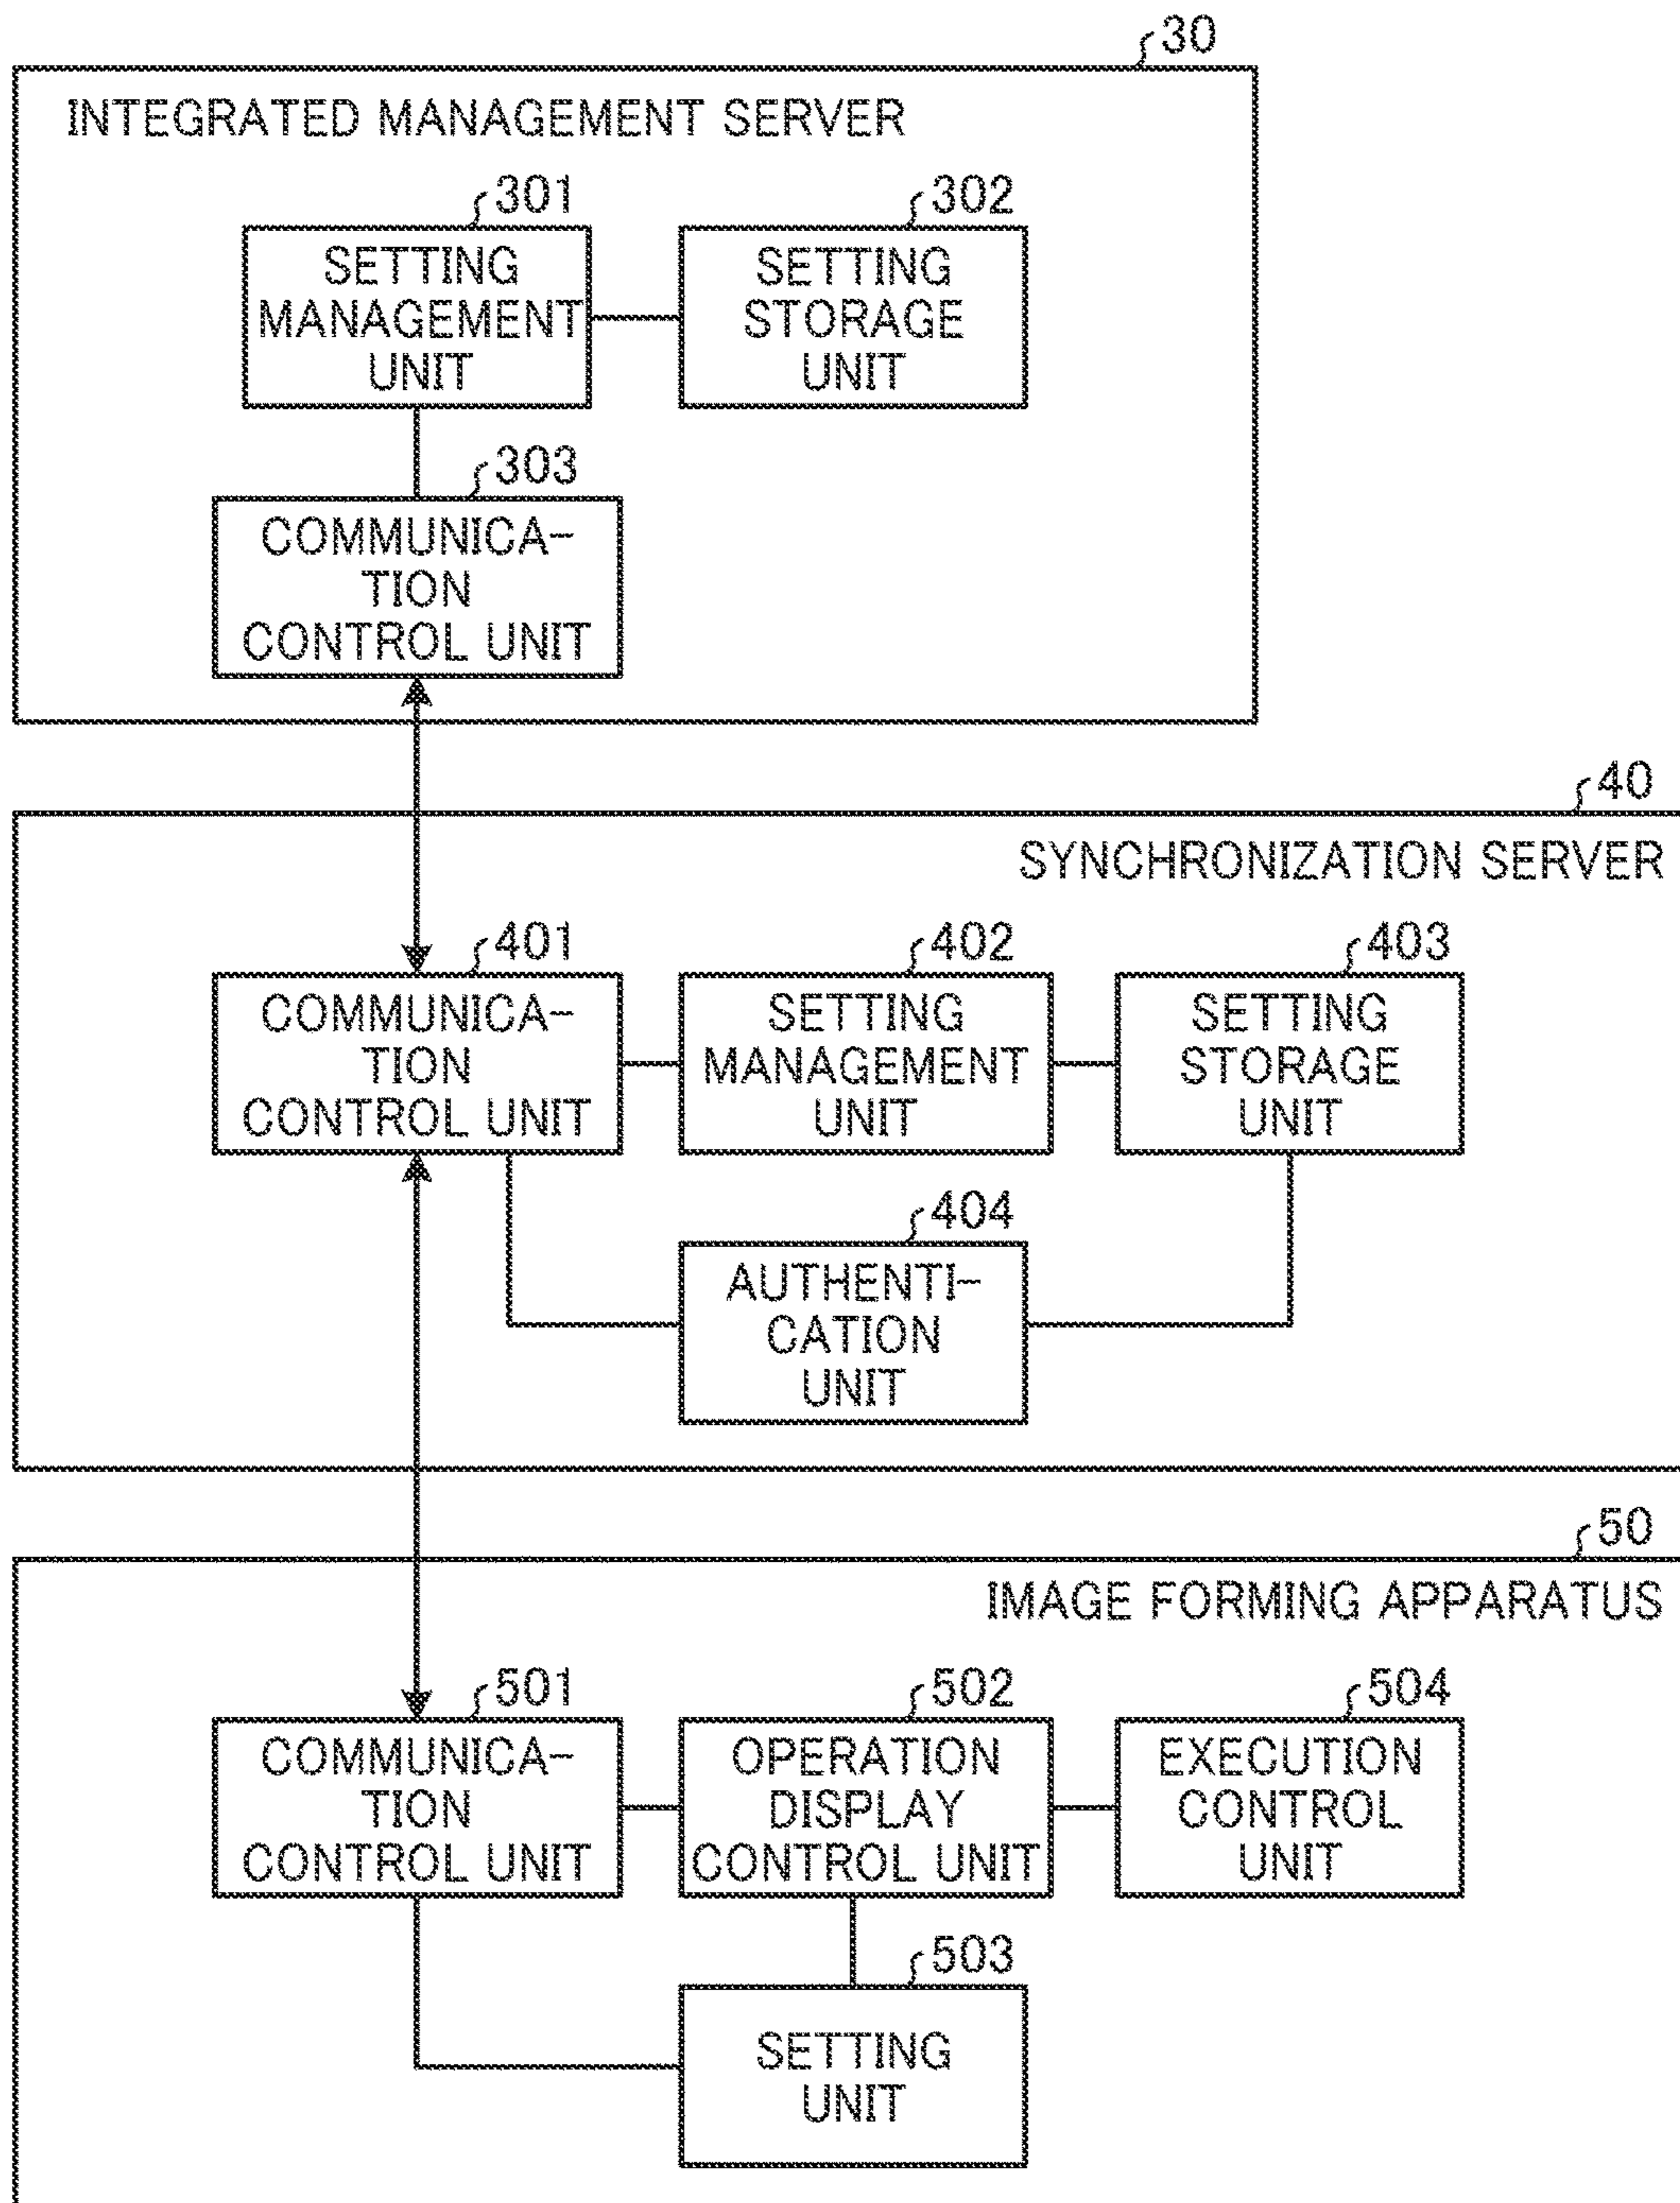 30
INTEGRATED MANAGEMENT SERVER
301
SETTING
MANAGEMENT
UNIT
302
SETTING
STORAGE
UNIT
303
COMMUNICA-
TION
CONTROL UNIT
40
SYNCHRONIZATION SERVER
401
COMMUNICA-
TION
CONTROL UNIT
402
SETTING
MANAGEMENT
UNIT
403
SETTING
STORAGE
UNIT
404
AUTHENTI-
CATION
UNIT
50
IMAGE FORMING APPARATUS
501
COMMUNICA-
TION
CONTROL UNIT
502
OPERATION
DISPLAY
CONTROL UNIT
504
EXECUTION
CONTROL
UNIT
503
SETTING
UNIT